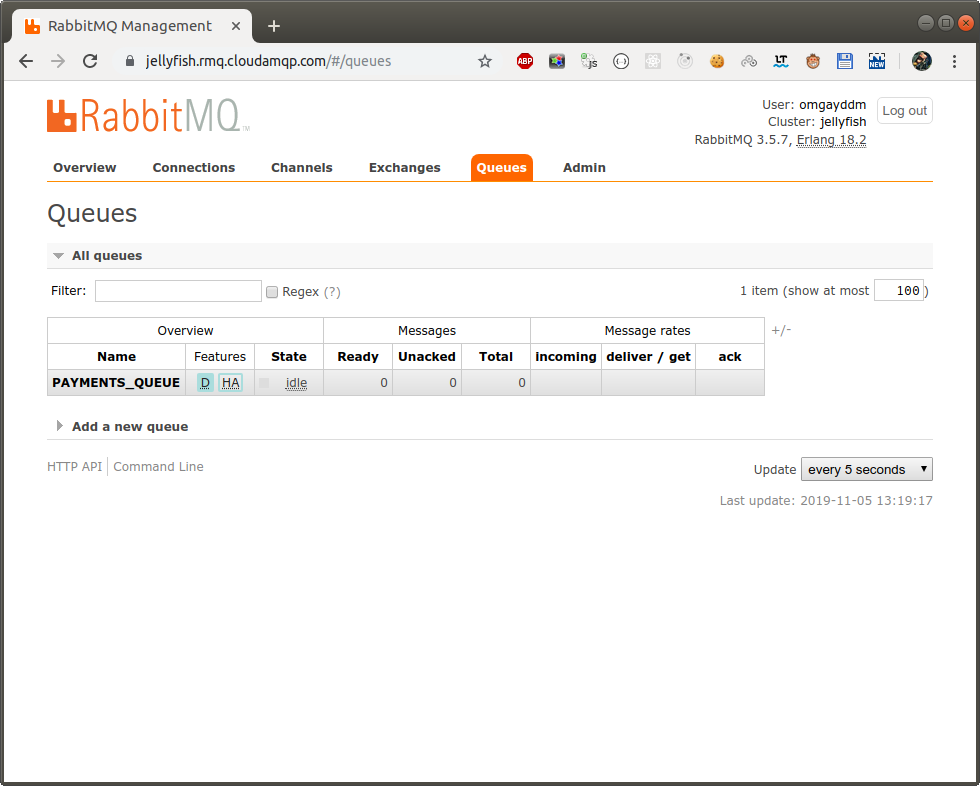 RabbitMQ Management
jellyfish.rmq.cloudamqp.com/#/queues
ABP
js
LT
NEW
RabbitMQ™
User: omgayddm
Cluster: jellyfish
RabbitMQ 3.5.7, Erlang 18.2
Log out
Overview Connections Channels Exchanges Queues Admin
Queues
All queues
Filter: Regex (?) 1 item (show at most 100 )
Overview Messages Message rates +/-
Name Features State Ready Unacked Total incoming deliver / get ack
PAYMENTS_QUEUE D HA idle 0 0 0
Add a new queue
HTTP API Command Line Update every 5 seconds
Last update: 2019-11-05 13:19:17